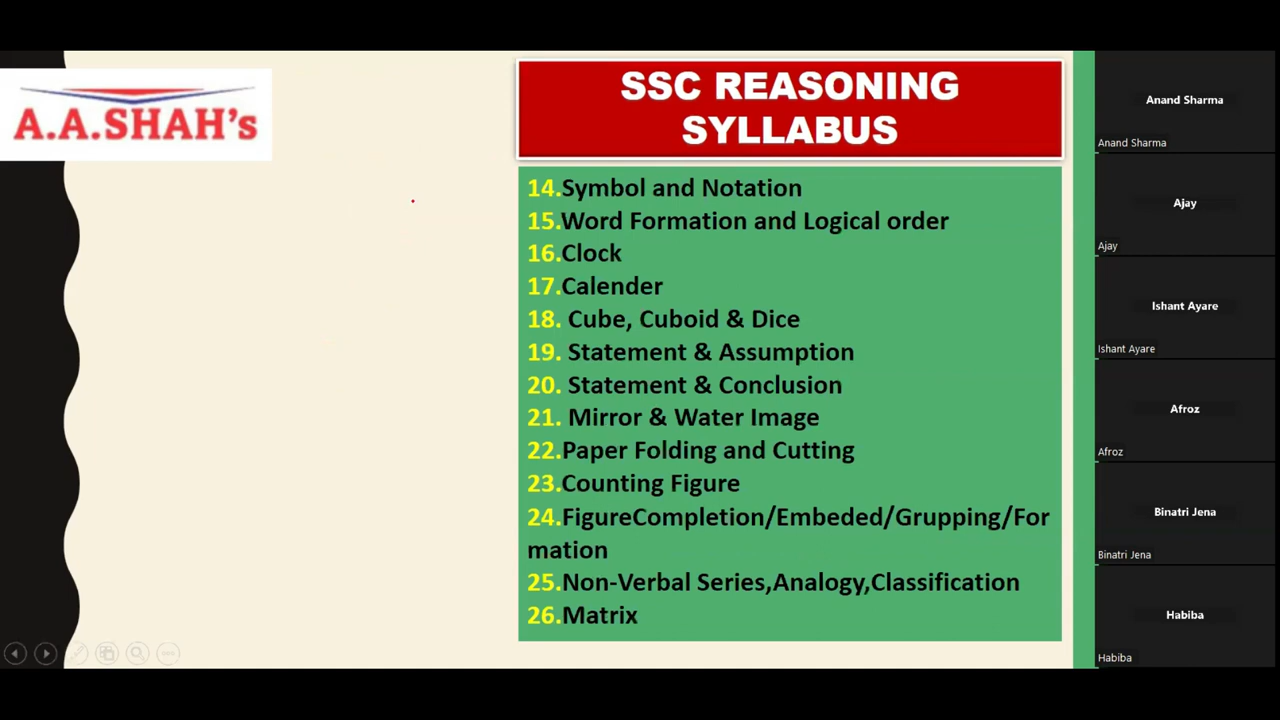 A.A.SHAH's
SSC REASONING
SYLLABUS
14.Symbol and Notation
15.Word Formation and Logical order
16.Clock
17.Calender
18. Cube, Cuboid & Dice
19. Statement & Assumption
20. Statement & Conclusion
21. Mirror & Water Image
22.Paper Folding and Cutting
23.Counting Figure
24.FigureCompletion/Embeded/Grupping/For
mation
25.Non-Verbal Series,Analogy,Classification
26.Matrix
Anand Sharma
Anand Sharma
Ajay
Ajay
Ishant Ayare
Ishant Ayare
Afroz
Afroz
Binatri Jena
Binatri Jena
Habiba
Habiba